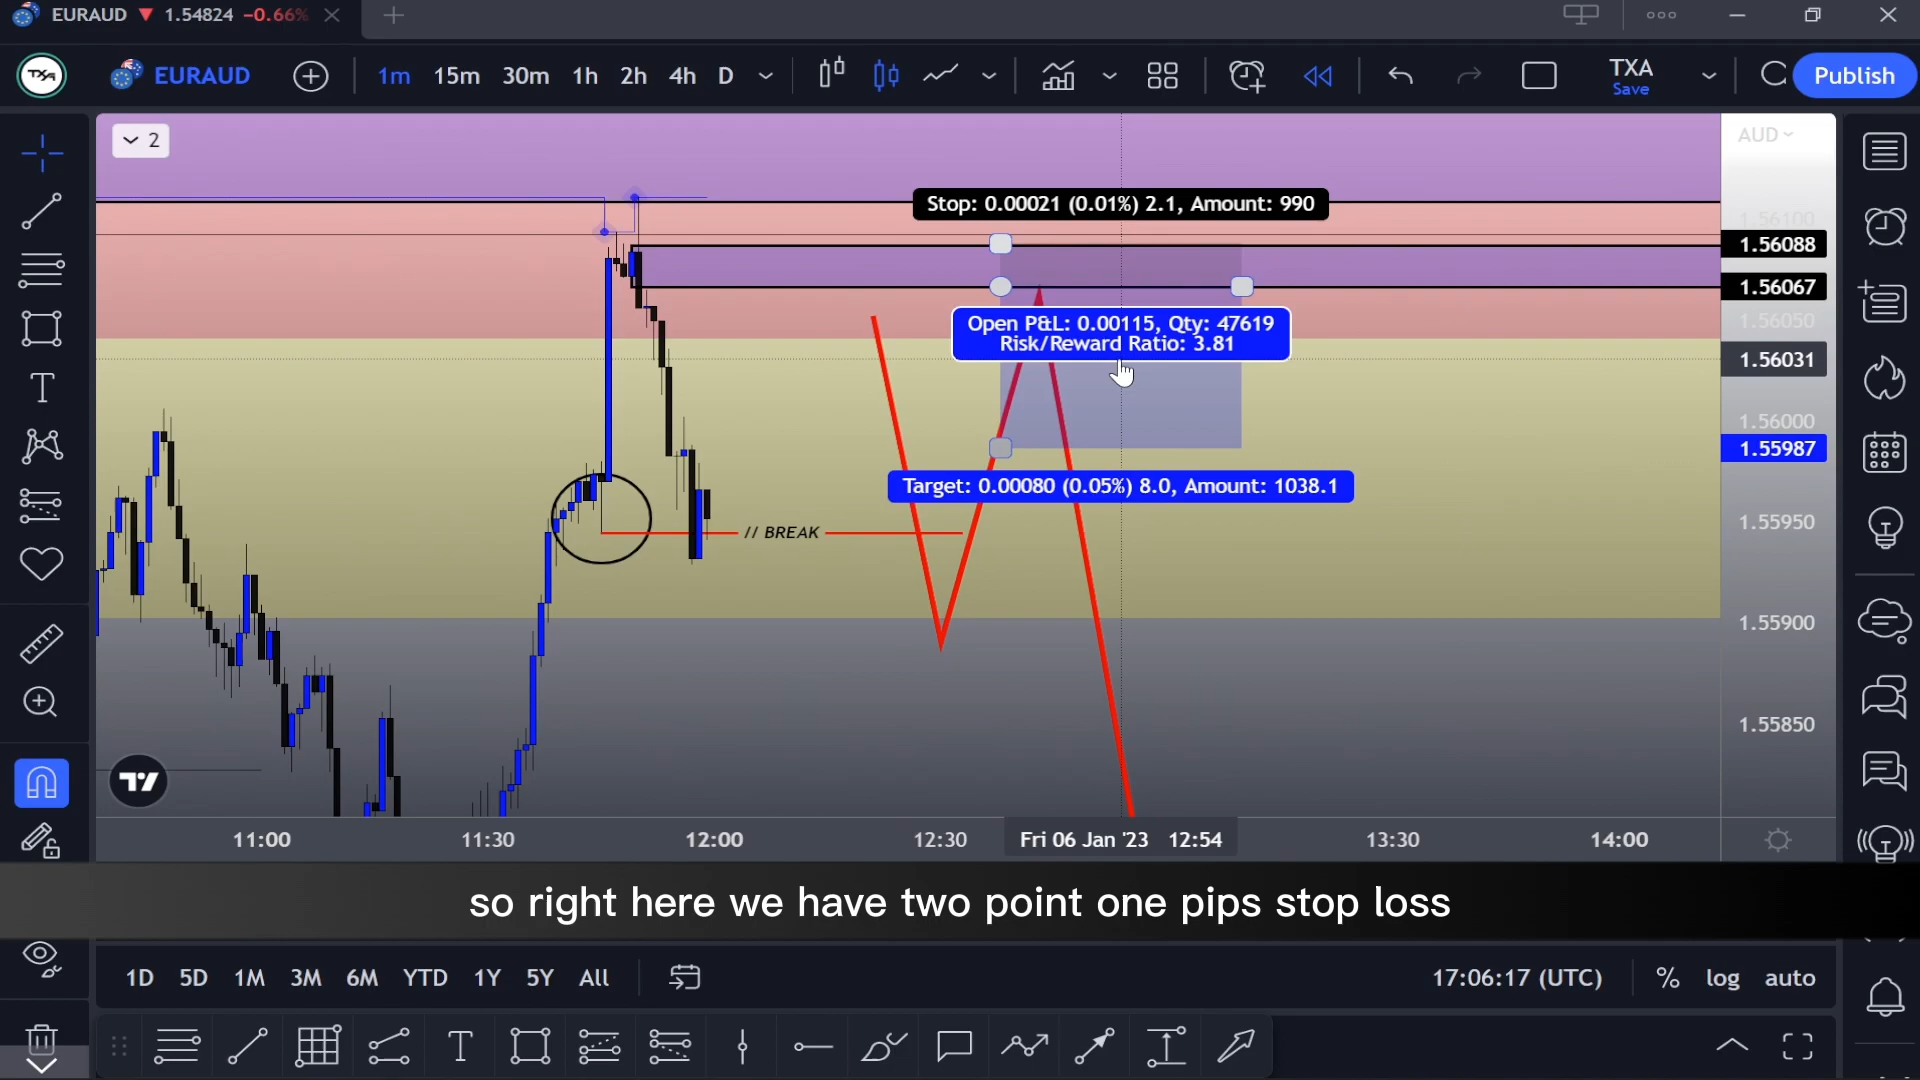 EURAUD ▼ 1.54824 −0.66%
TXA EURAUD 1m 15m 30m 1h 2h 4h D TXA Publish
Save
2
AUD
Stop: 0.00021 (0.01%) 2.1, Amount: 990
1.56100
1.56088
1.56067
Open P&L: 0.00115, Qty: 47619
Risk/Reward Ratio: 3.81
1.56050
1.56031
1.56000
1.55987
Target: 0.00080 (0.05%) 8.0, Amount: 1038.1
1.55950
// BREAK
1.55900
1.55850
11:00 11:30 12:00 12:30 Fri 06 Jan '23 12:54 13:30 14:00
so right here we have two point one pips stop loss
1D 5D 1M 3M 6M YTD 1Y 5Y All 17:06:17 (UTC) % log auto